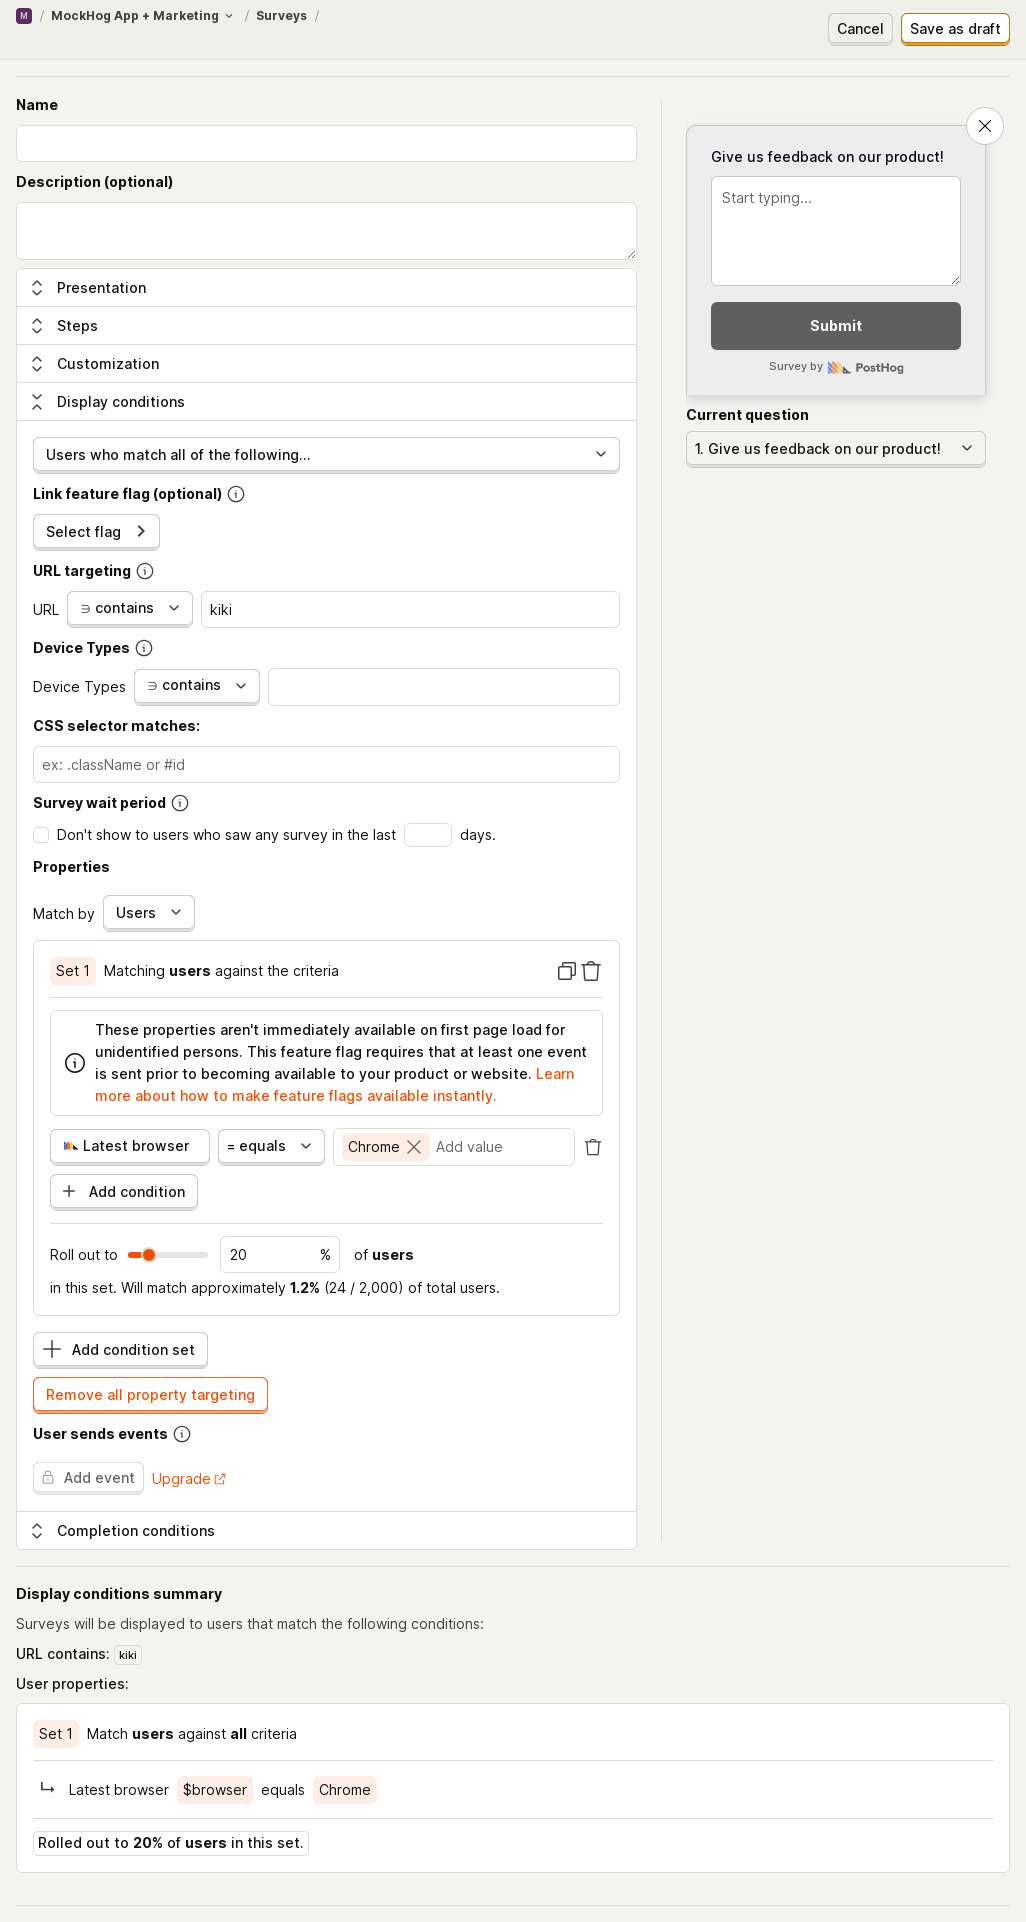 M / MockHog App + Marketing / Surveys /
Cancel
Save as draft
Name
Description (optional)
Presentation
Steps
Customization
Display conditions
Users who match all of the following...
Link feature flag (optional)
Select flag
URL targeting
URL ∋ contains kiki
Device Types
Device Types ∋ contains
CSS selector matches:
ex: .className or #id
Survey wait period
Don't show to users who saw any survey in the last days.
Properties
Match by Users
Set 1 Matching users against the criteria
These properties aren't immediately available on first page load for
unidentified persons. This feature flag requires that at least one event
is sent prior to becoming available to your product or website. Learn
more about how to make feature flags available instantly.
Latest browser = equals Chrome Add value
Add condition
Roll out to 20 % of users
in this set. Will match approximately 1.2% (24 / 2,000) of total users.
Add condition set
Remove all property targeting
User sends events
Add event Upgrade
Completion conditions
Give us feedback on our product!
Start typing...
Submit
Survey by PostHog
Current question
1. Give us feedback on our product!
Display conditions summary
Surveys will be displayed to users that match the following conditions:
URL contains: kiki
User properties:
Set 1 Match users against all criteria
Latest browser $browser equals Chrome
Rolled out to 20% of users in this set.